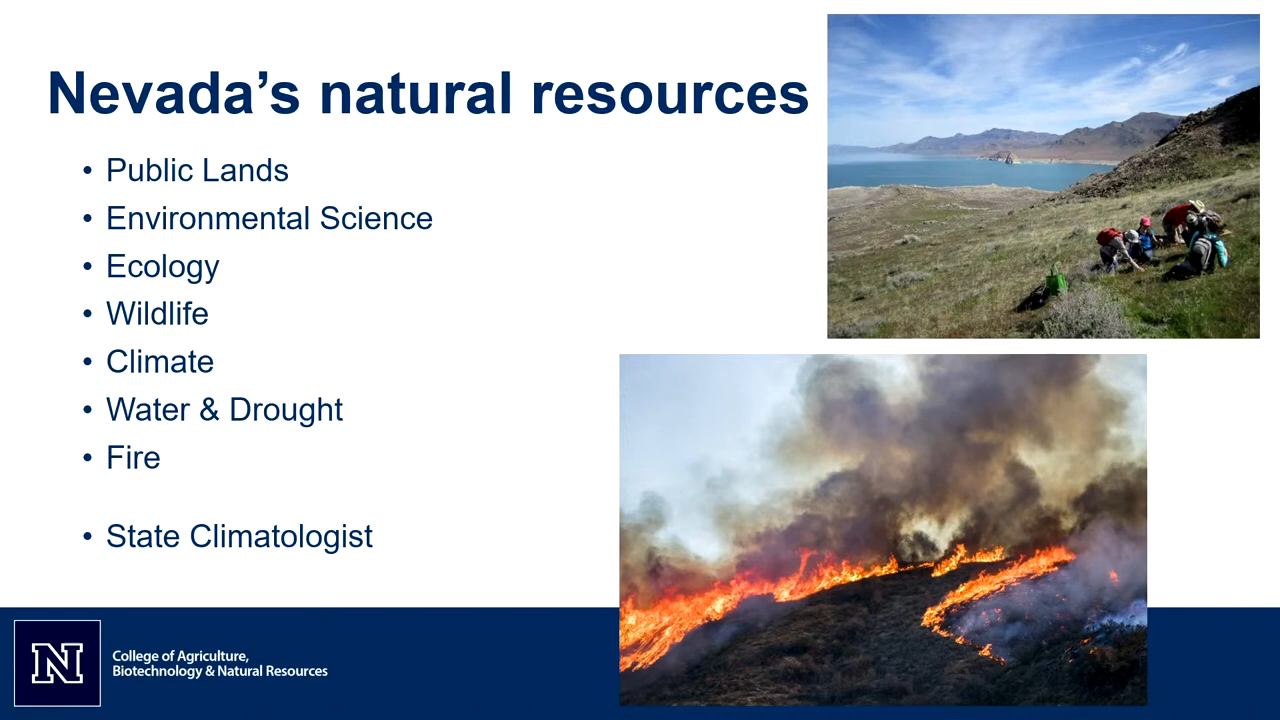 Nevada’s natural resources
• Public Lands
• Environmental Science
• Ecology
• Wildlife
• Climate
• Water & Drought
• Fire
• State Climatologist
N
College of Agriculture,
Biotechnology & Natural Resources